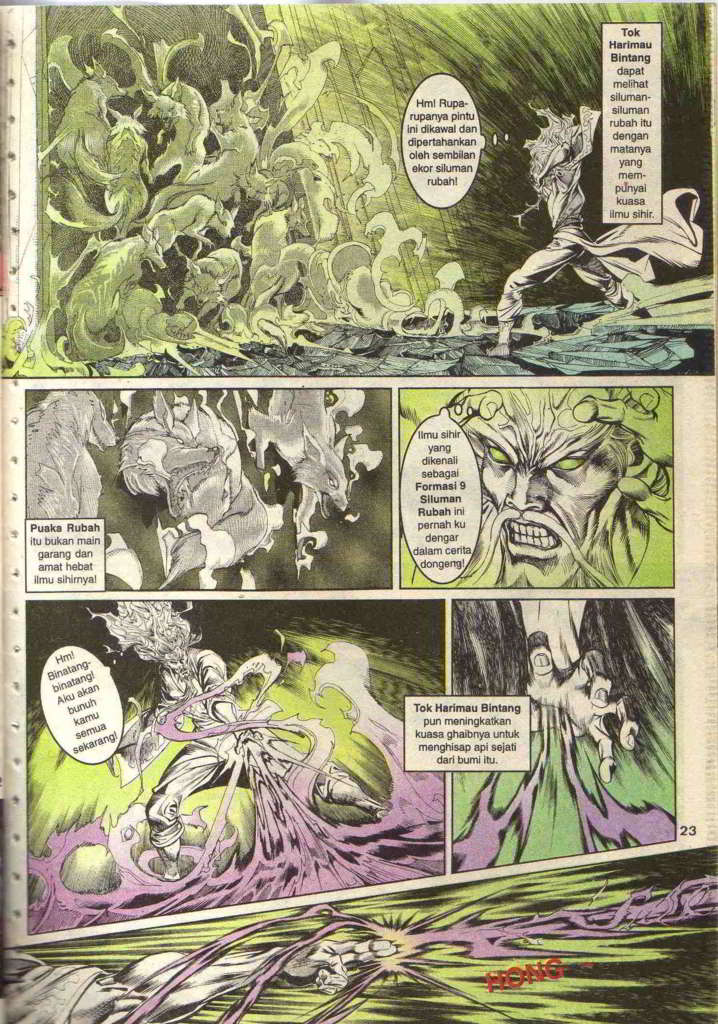 Hm! Rupa-
rupanya pintu
ini dikawal dan
dipertahankan
oleh sembilan
ekor siluman
rubah!
Tok
Harimau
Bintang
dapat
melihat
siluman-
siluman
rubah itu
dengan
matanya
yang
mem-
punyai
kuasa
ilmu sihir.
Puaka Rubah
itu bukan main
garang dan
amat hebat
ilmu sihirnya!
Ilmu sihir
yang
dikenali
sebagai
Formasi 9
Siluman
Rubah ini
pernah ku
dengar
dalam cerita
dongeng!
Hm!
Binatang-
binatang!
Aku akan
bunuh
kamu
semua
sekarang!
Tok Harimau Bintang
pun meningkatkan
kuasa ghaibnya untuk
menghisap api sejati
dari bumi itu.
23
HONG ~